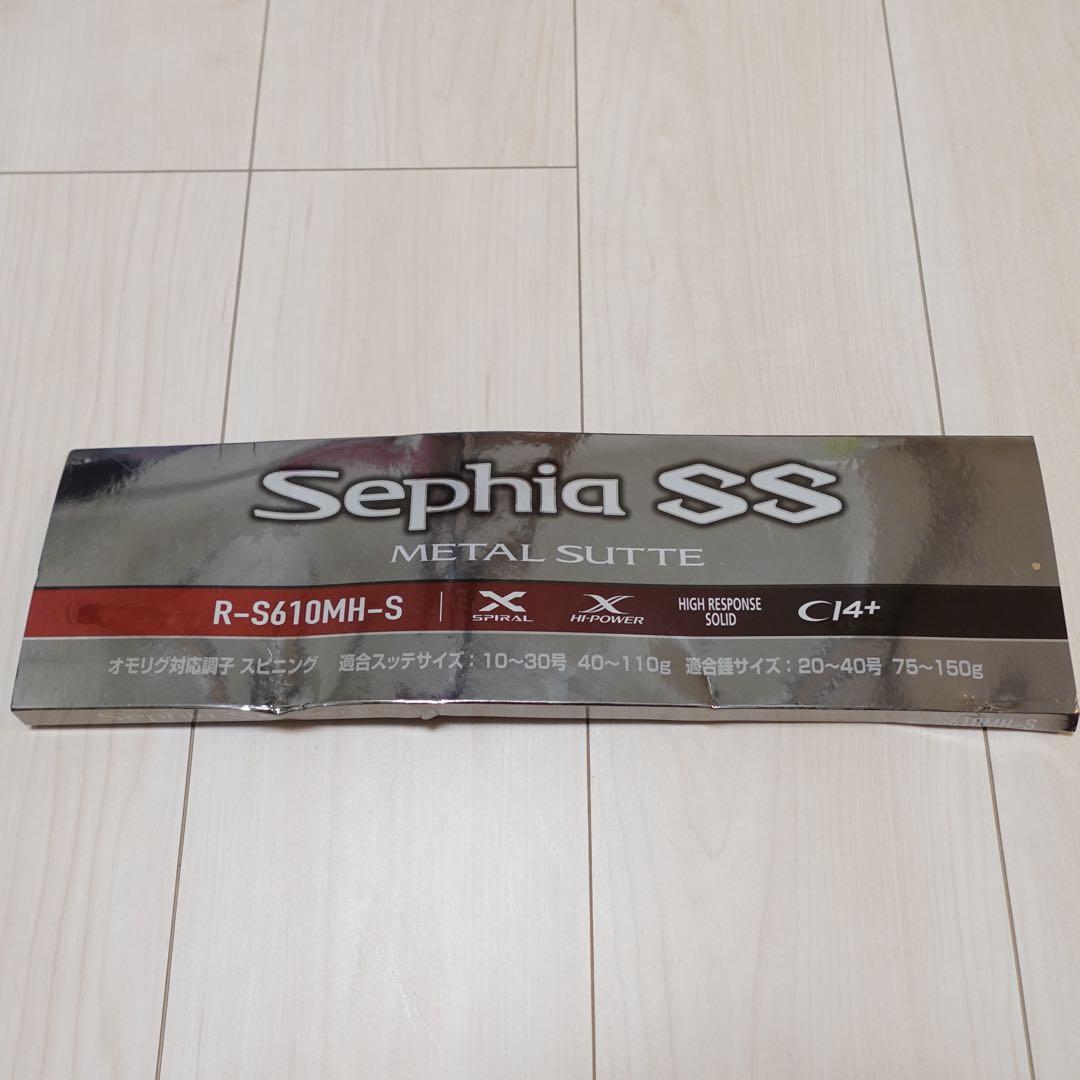 Sephia SS
METAL SUTTE
R-S610MH-S X SPIRAL X HI-POWER HIGH RESPONSE SOLID CI4+
オモリグ対応調子 スピニング 適合スッテサイズ:10〜30号 40〜110g 適合錘サイズ:20〜40号 75〜150g
Sephia R-S610MH-S